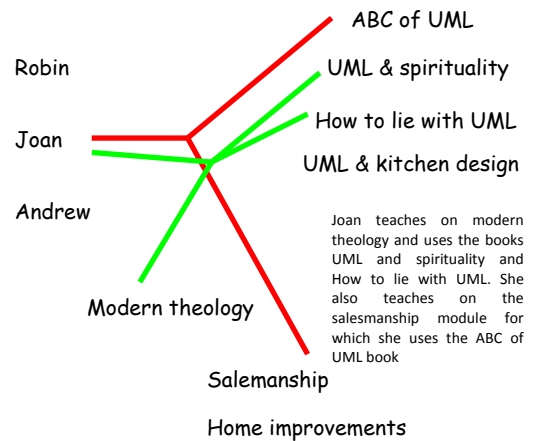 ABC of UML
Robin
UML & spirituality
How to lie with UML
Joan
UML & kitchen design
Andrew
Joan teaches on modern
theology and uses the books
UML and spirituality and
How to lie with UML. She
also teaches on the
salesmanship module for
which she uses the ABC of
UML book
Modern theology
Salemanship
Home improvements